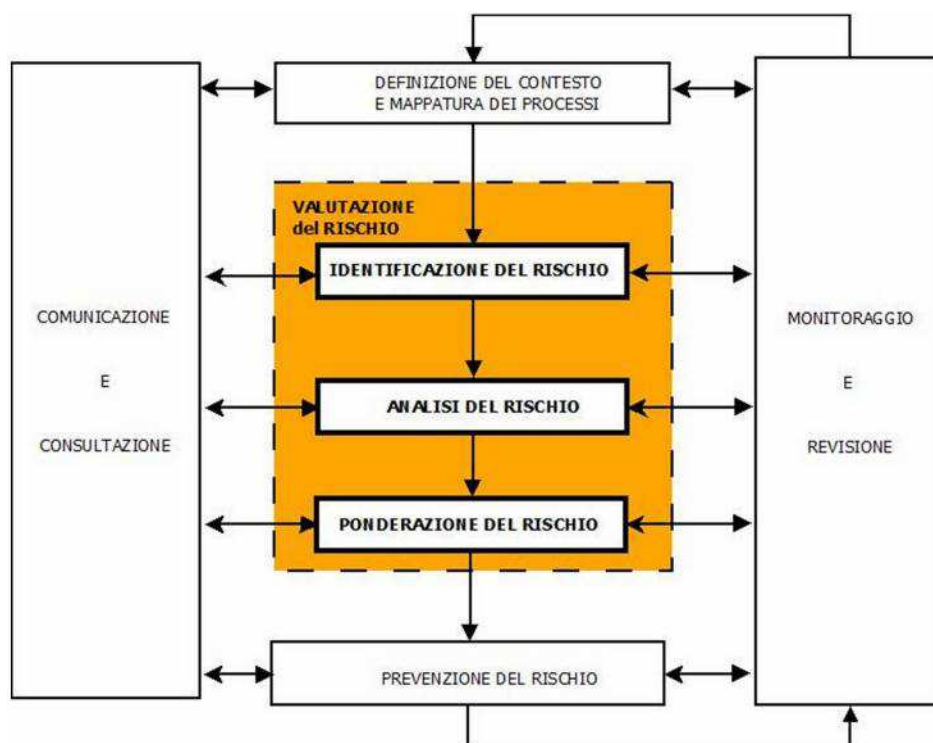 DEFINIZIONE DEL CONTESTO
E MAPPATURA DEI PROCESSI
VALUTAZIONE
del RISCHIO
IDENTIFICAZIONE DEL RISCHIO
ANALISI DEL RISCHIO
PONDERAZIONE DEL RISCHIO
PREVENZIONE DEL RISCHIO
COMUNICAZIONE
E
CONSULTAZIONE
MONITORAGGIO
E
REVISIONE